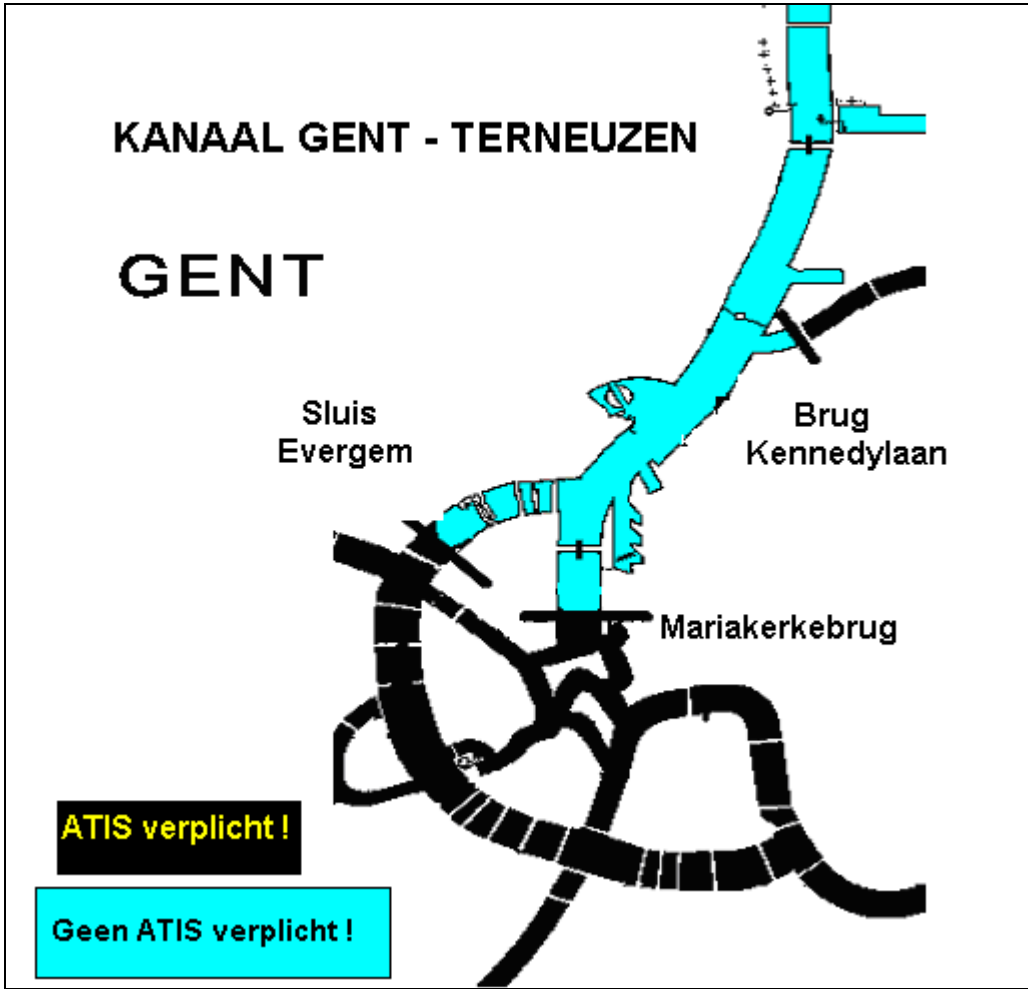 KANAAL GENT - TERNEUZEN
GENT
Sluis
Evergem
Brug
Kennedylaan
Mariakerkebrug
ATIS verplicht !
Geen ATIS verplicht !